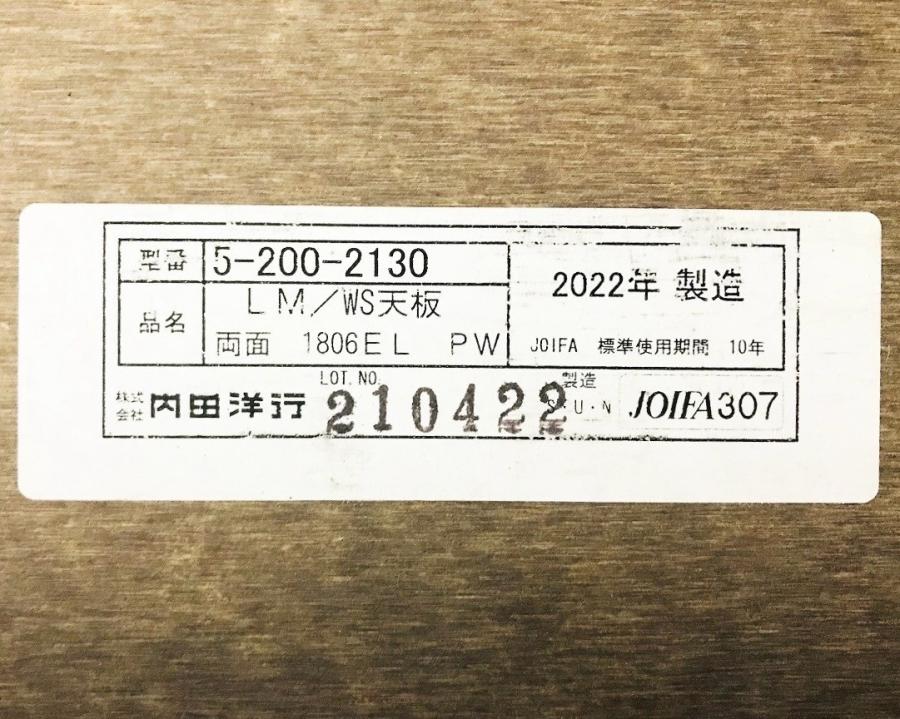 型番 5-200-2130
品名 LM/WS天板
両面 1806EL PW
2022年 製造
JOIFA 標準使用期間 10年
株式会社 内田洋行
LOT.NO. 210422
製造 S・U・N
JOIFA307